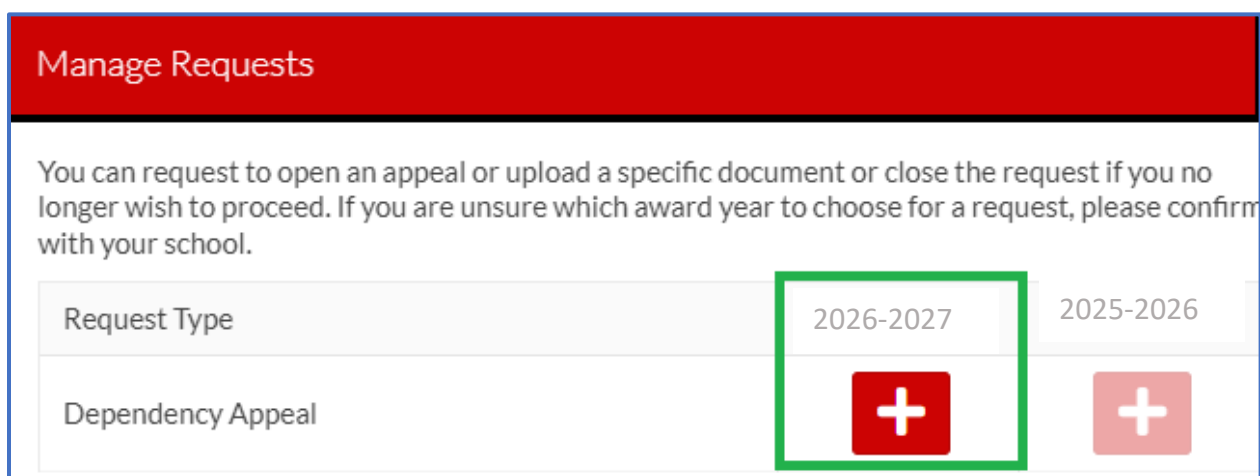 Manage Requests
You can request to open an appeal or upload a specific document or close the request if you no
longer wish to proceed. If you are unsure which award year to choose for a request, please confirm
with your school.
Request Type 2026-2027 2025-2026
Dependency Appeal